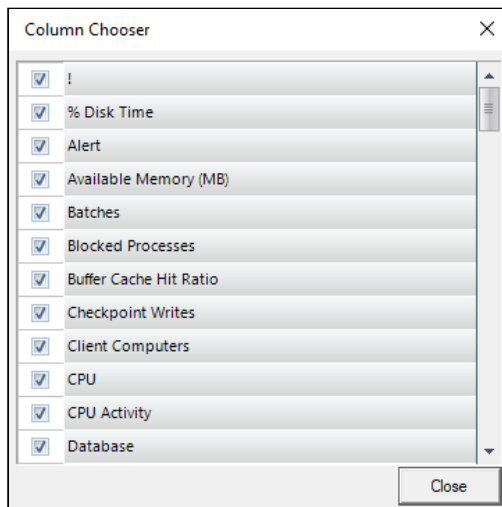 Column Chooser
!
% Disk Time
Alert
Available Memory (MB)
Batches
Blocked Processes
Buffer Cache Hit Ratio
Checkpoint Writes
Client Computers
CPU
CPU Activity
Database
Close